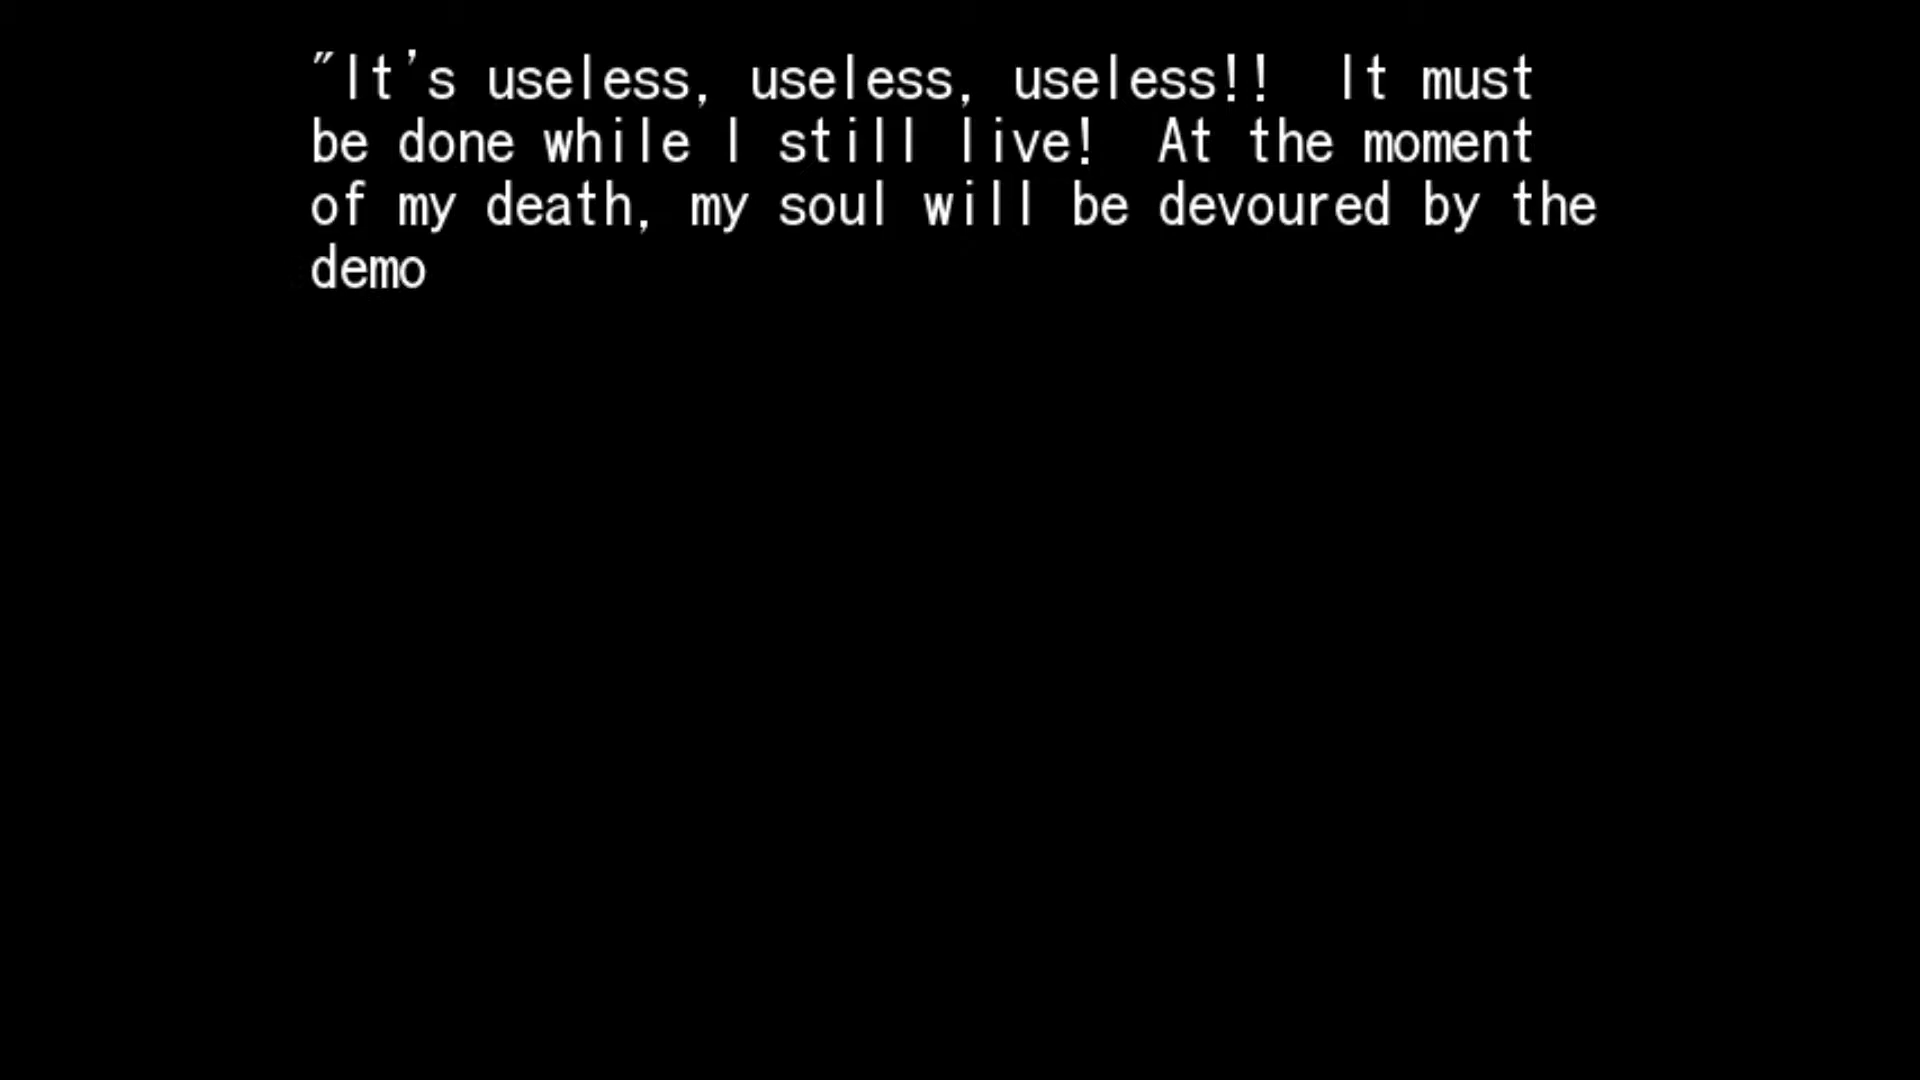 "It's useless, useless, useless!!  It must
be done while I still live!  At the moment
of my death, my soul will be devoured by the
demo